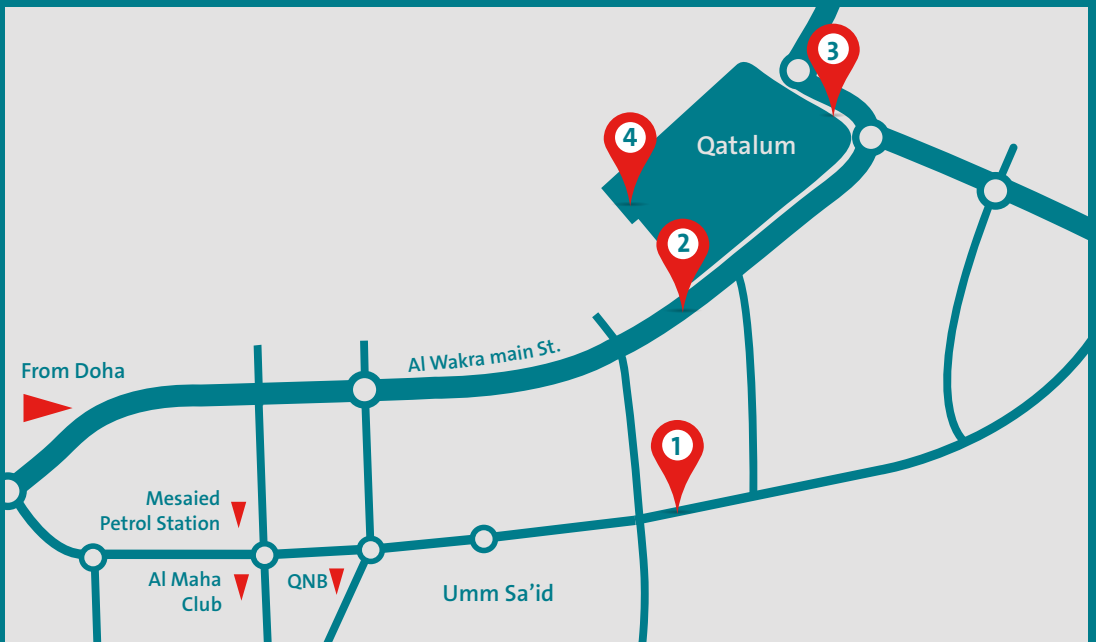 3
4
Qatalum
2
Al Wakra main St.
From Doha
1
Mesaied
Petrol Station
Al Maha
Club
QNB
Umm Sa'id